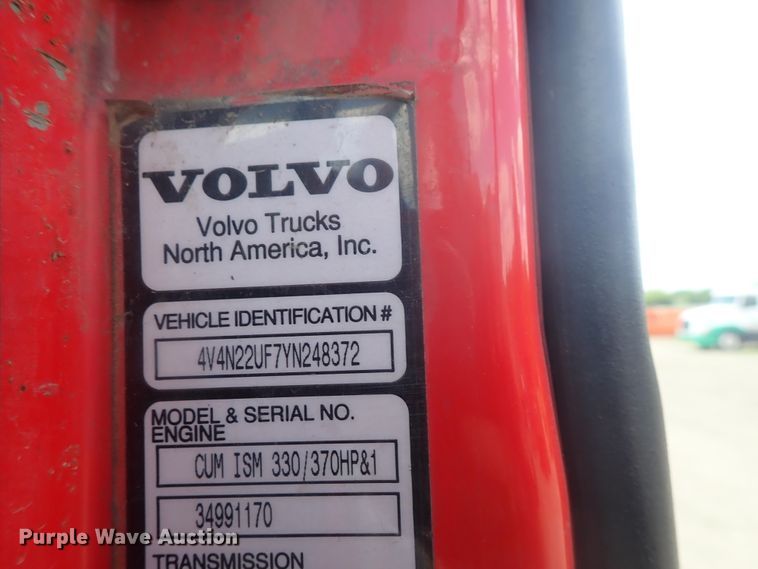 VOLVO
Volvo Trucks
North America, Inc.
VEHICLE IDENTIFICATION #
4V4N22UF7YN248372
MODEL & SERIAL NO.
ENGINE
CUM ISM 330/370HP&1
34991170
TRANSMISSION
Purple Wave Auction